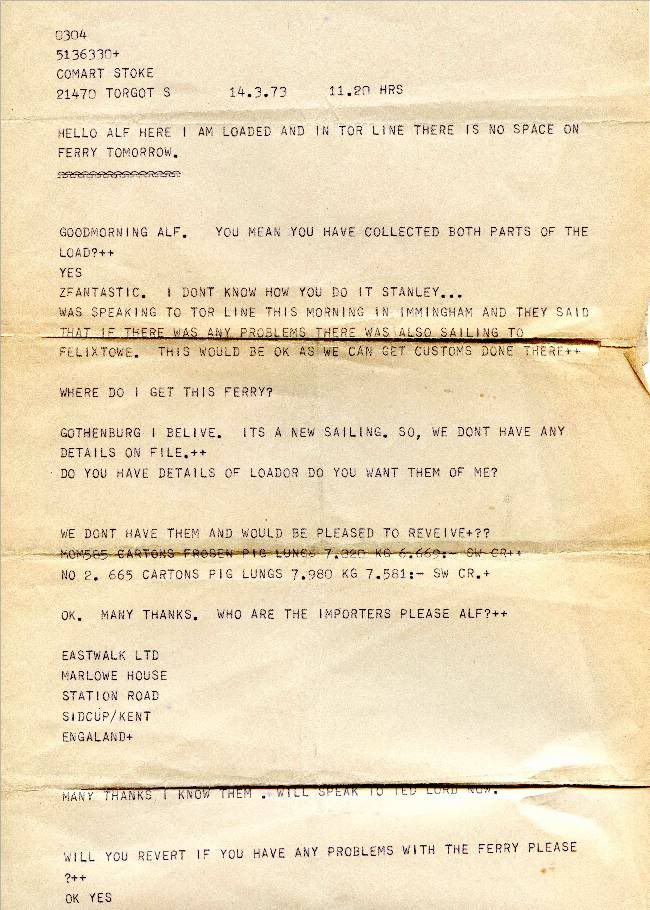 0304
5136330+
COMART STOKE
21470 TORGOT S 14.3.73 11.20 HRS
HELLO ALF HERE I AM LOADED AND IN TOR LINE THERE IS NO SPACE ON
FERRY TOMORROW.
GOODMORNING ALF. YOU MEAN YOU HAVE COLLECTED BOTH PARTS OF THE
LOAD?++
YES
ZFANTASTIC. I DONT KNOW HOW YOU DO IT STANLEY...
WAS SPEAKING TO TOR LINE THIS MORNING IN IMMINGHAM AND THEY SAID
THAT IF THERE WAS ANY PROBLEMS THERE WAS ALSO SAILING TO
FELIXTOWE. THIS WOULD BE OK AS WE CAN GET CUSTOMS DONE THERE++
WHERE DO I GET THIS FERRY?
GOTHENBURG I BELIVE. ITS A NEW SAILING. SO, WE DONT HAVE ANY
DETAILS ON FILE.++
DO YOU HAVE DETAILS OF LOADOR DO YOU WANT THEM OF ME?
WE DONT HAVE THEM AND WOULD BE PLEASED TO REVEIVE+??
CARTONS FROBEN PIG LUNGS KG 6.669:- SW CR++
NO 2. 665 CARTONS PIG LUNGS 7.980 KG 7.581:- SW CR.+
OK. MANY THANKS. WHO ARE THE IMPORTERS PLEASE ALF?++
EASTWALK LTD
MARLOWE HOUSE
STATION ROAD
SIDCUP/KENT
ENGALAND+
MANY THANKS I KNOW THEM . WILL SPEAK TO TED LORD NOW.
WILL YOU REVERT IF YOU HAVE ANY PROBLEMS WITH THE FERRY PLEASE
?++
OK YES